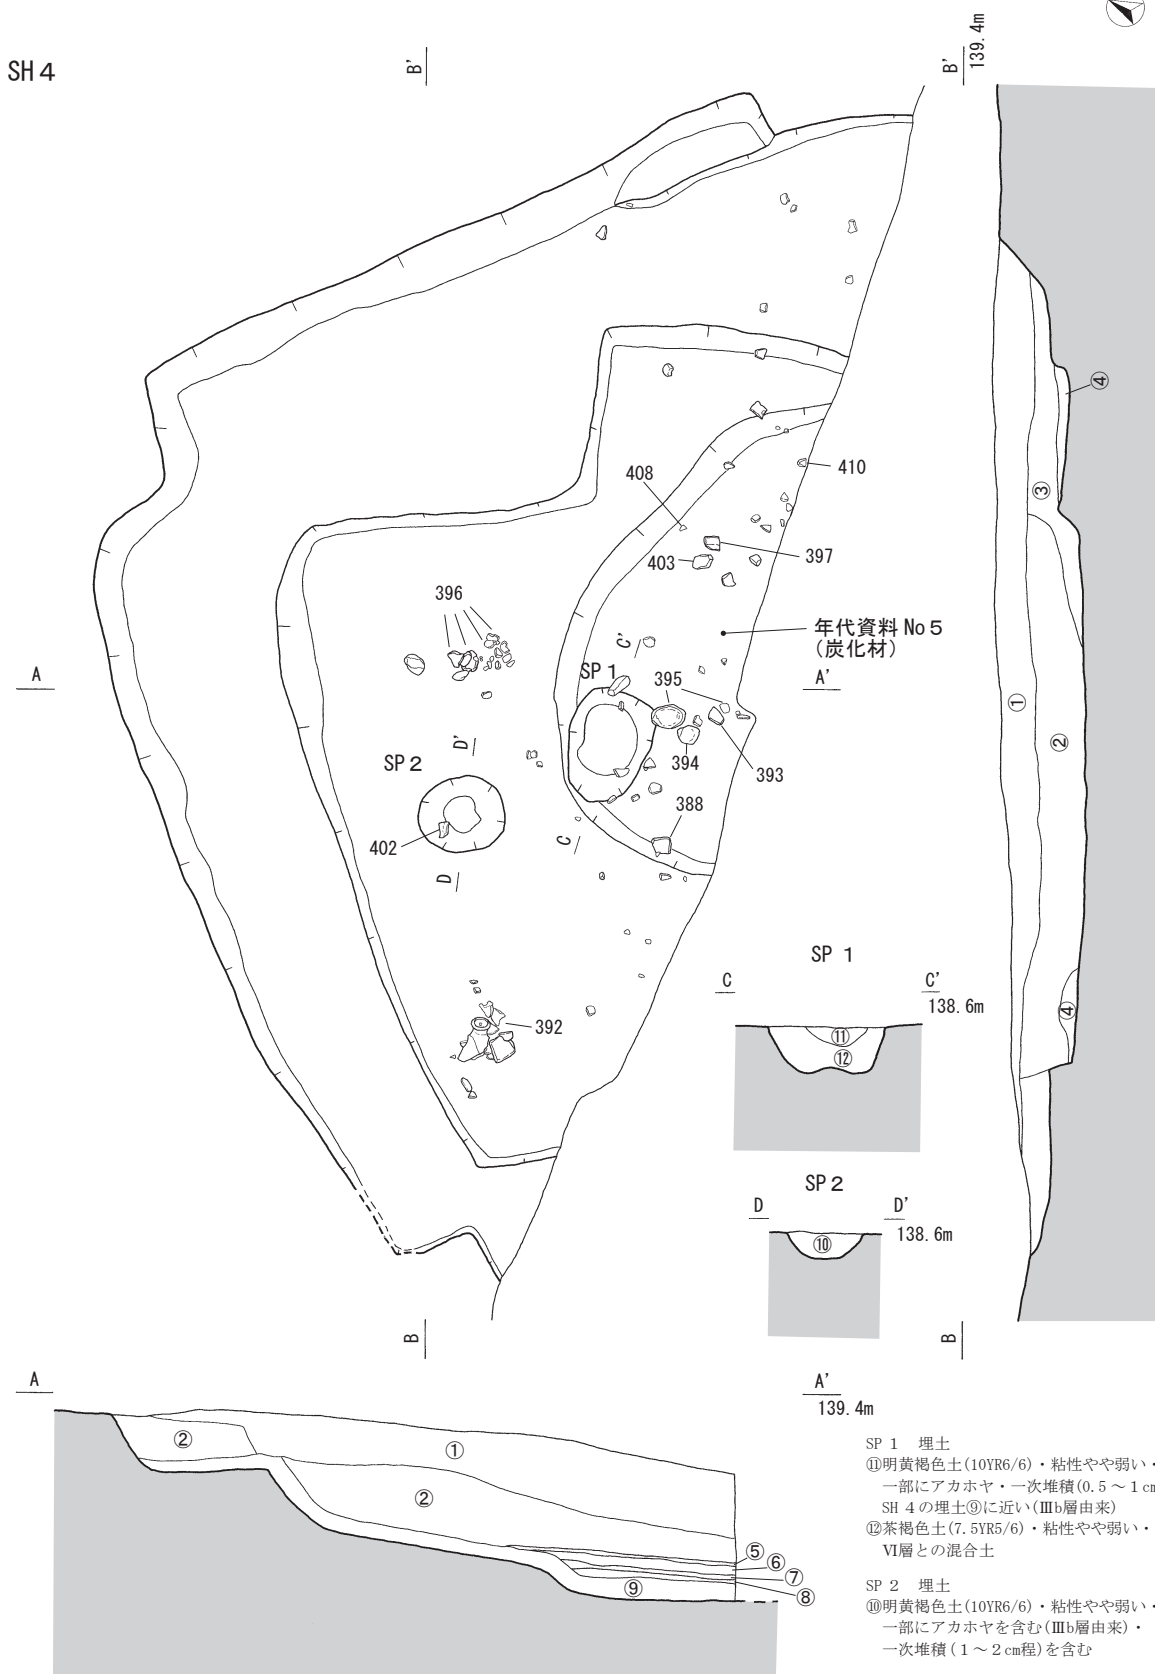 SH 4
B'
B'
139.4m
④
410
408
③
397
403
396
年代資料 No 5
(炭化材)
C'
A
A'
SP 1
395
①
②
D'
SP 2
394
393
388
402
C
D
SP 1
C
C'
138.6m
④
392
⑪
⑫
SP 2
D
D'
138.6m
⑩
B
B
A
A'
139.4m
②
①
②
⑤
⑥
⑦
⑧
⑨
SP 1 埋土
⑪明黄褐色土(10YR6/6)・粘性やや弱い・
一部にアカホヤ・一次堆積(0.5～1cm
SH 4の埋土⑨に近い(Ⅲb層由来)
⑫茶褐色土(7.5YR5/6)・粘性やや弱い・
Ⅵ層との混合土
SP 2 埋土
⑩明黄褐色土(10YR6/6)・粘性やや弱い・
一部にアカホヤを含む(Ⅲb層由来)・
一次堆積(1～2cm程)を含む